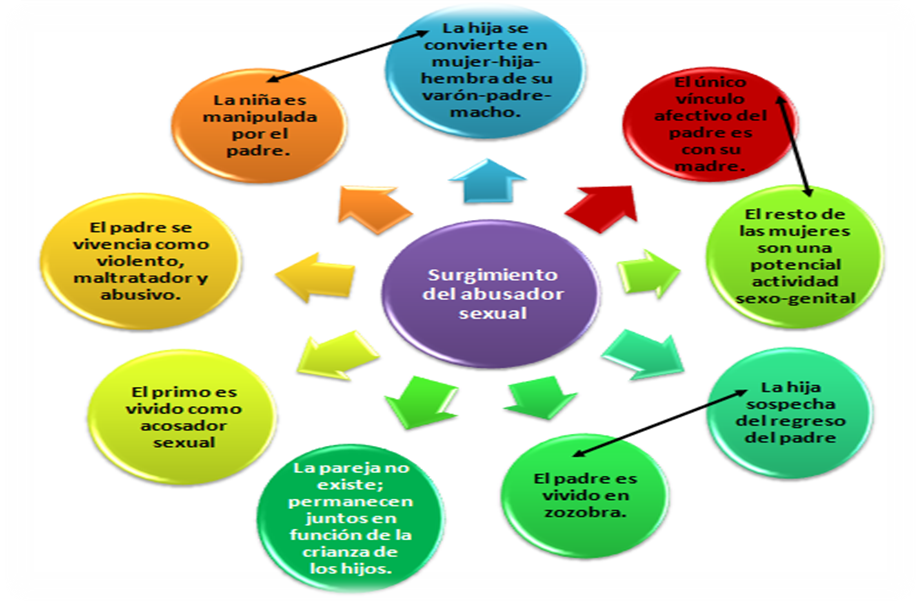 La hija se
convierte en
mujer-hija-
hembra de su
varón-padre-
macho.
El único
vínculo
afectivo del
padre es
con su
madre.
El resto de
las mujeres
son una
potencial
actividad
sexo-genital
La hija
sospecha
del regreso
del padre
El padre es
vivido en
zozobra.
La pareja no
existe;
permanecen
juntos en
función de la
crianza de
los hijos.
El primo es
vivido como
acosador
sexual
El padre se
vivencia como
violento,
maltratador y
abusivo.
La niña es
manipulada
por el
padre.
Surgimiento
del abusador
sexual